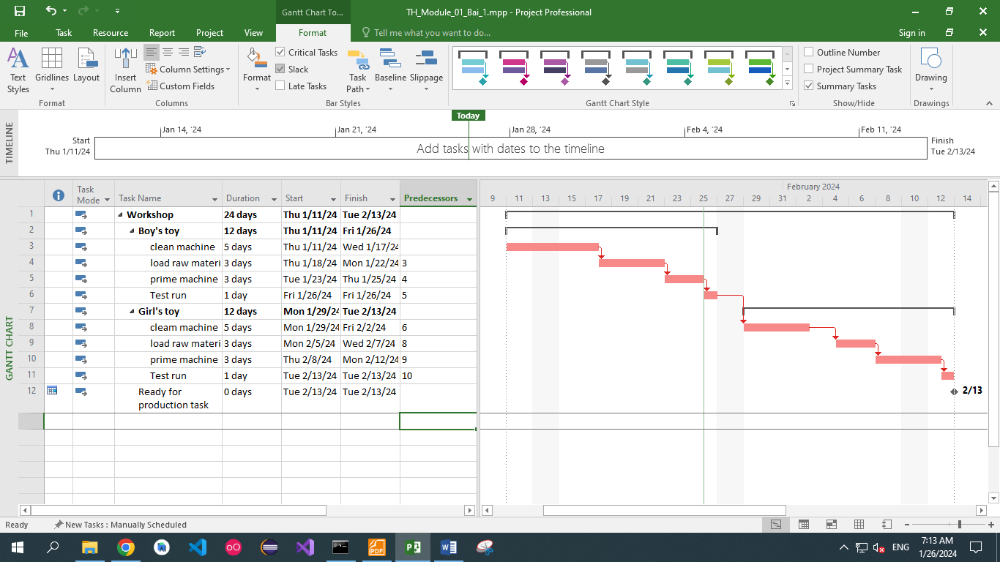 Gantt Chart To...
TH_Module_01_Bai_1.mpp - Project Professional
File Task Resource Report Project View Format Tell me what you want to do... Sign in
Text Styles
Gridlines
Layout
Format
Insert Column
Column Settings
Custom Fields
Columns
Format
Critical Tasks
Slack
Late Tasks
Task Path
Baseline
Slippage
Bar Styles
Gantt Chart Style
Outline Number
Project Summary Task
Summary Tasks
Show/Hide
Drawing
Drawings
TIMELINE
Today
Jan 14, '24 Jan 21, '24 Jan 28, '24 Feb 4, '24 Feb 11, '24
Start
Thu 1/11/24
Add tasks with dates to the timeline
Finish
Tue 2/13/24
GANTT CHART
Task Mode Task Name Duration Start Finish Predecessors
February 2024
9 11 13 15 17 19 21 23 25 27 29 31 2 4 6 8 10 12 14
1 Workshop 24 days Thu 1/11/24 Tue 2/13/24
2 Boy's toy 12 days Thu 1/11/24 Fri 1/26/24
3 clean machine 5 days Thu 1/11/24 Wed 1/17/24
4 load raw materi 3 days Thu 1/18/24 Mon 1/22/24 3
5 prime machine 3 days Tue 1/23/24 Thu 1/25/24 4
6 Test run 1 day Fri 1/26/24 Fri 1/26/24 5
7 Girl's toy 12 days Mon 1/29/24 Tue 2/13/24
8 cleam machine 5 days Mon 1/29/24 Fri 2/2/24 6
9 load raw materi 3 days Mon 2/5/24 Wed 2/7/24 8
10 prime machine 3 days Thu 2/8/24 Mon 2/12/24 9
11 Test run 1 day Tue 2/13/24 Tue 2/13/24 10
12 Ready for 0 days Tue 2/13/24 Tue 2/13/24 2/13
production task
Ready New Tasks : Manually Scheduled
ENG
7:13 AM
1/26/2024